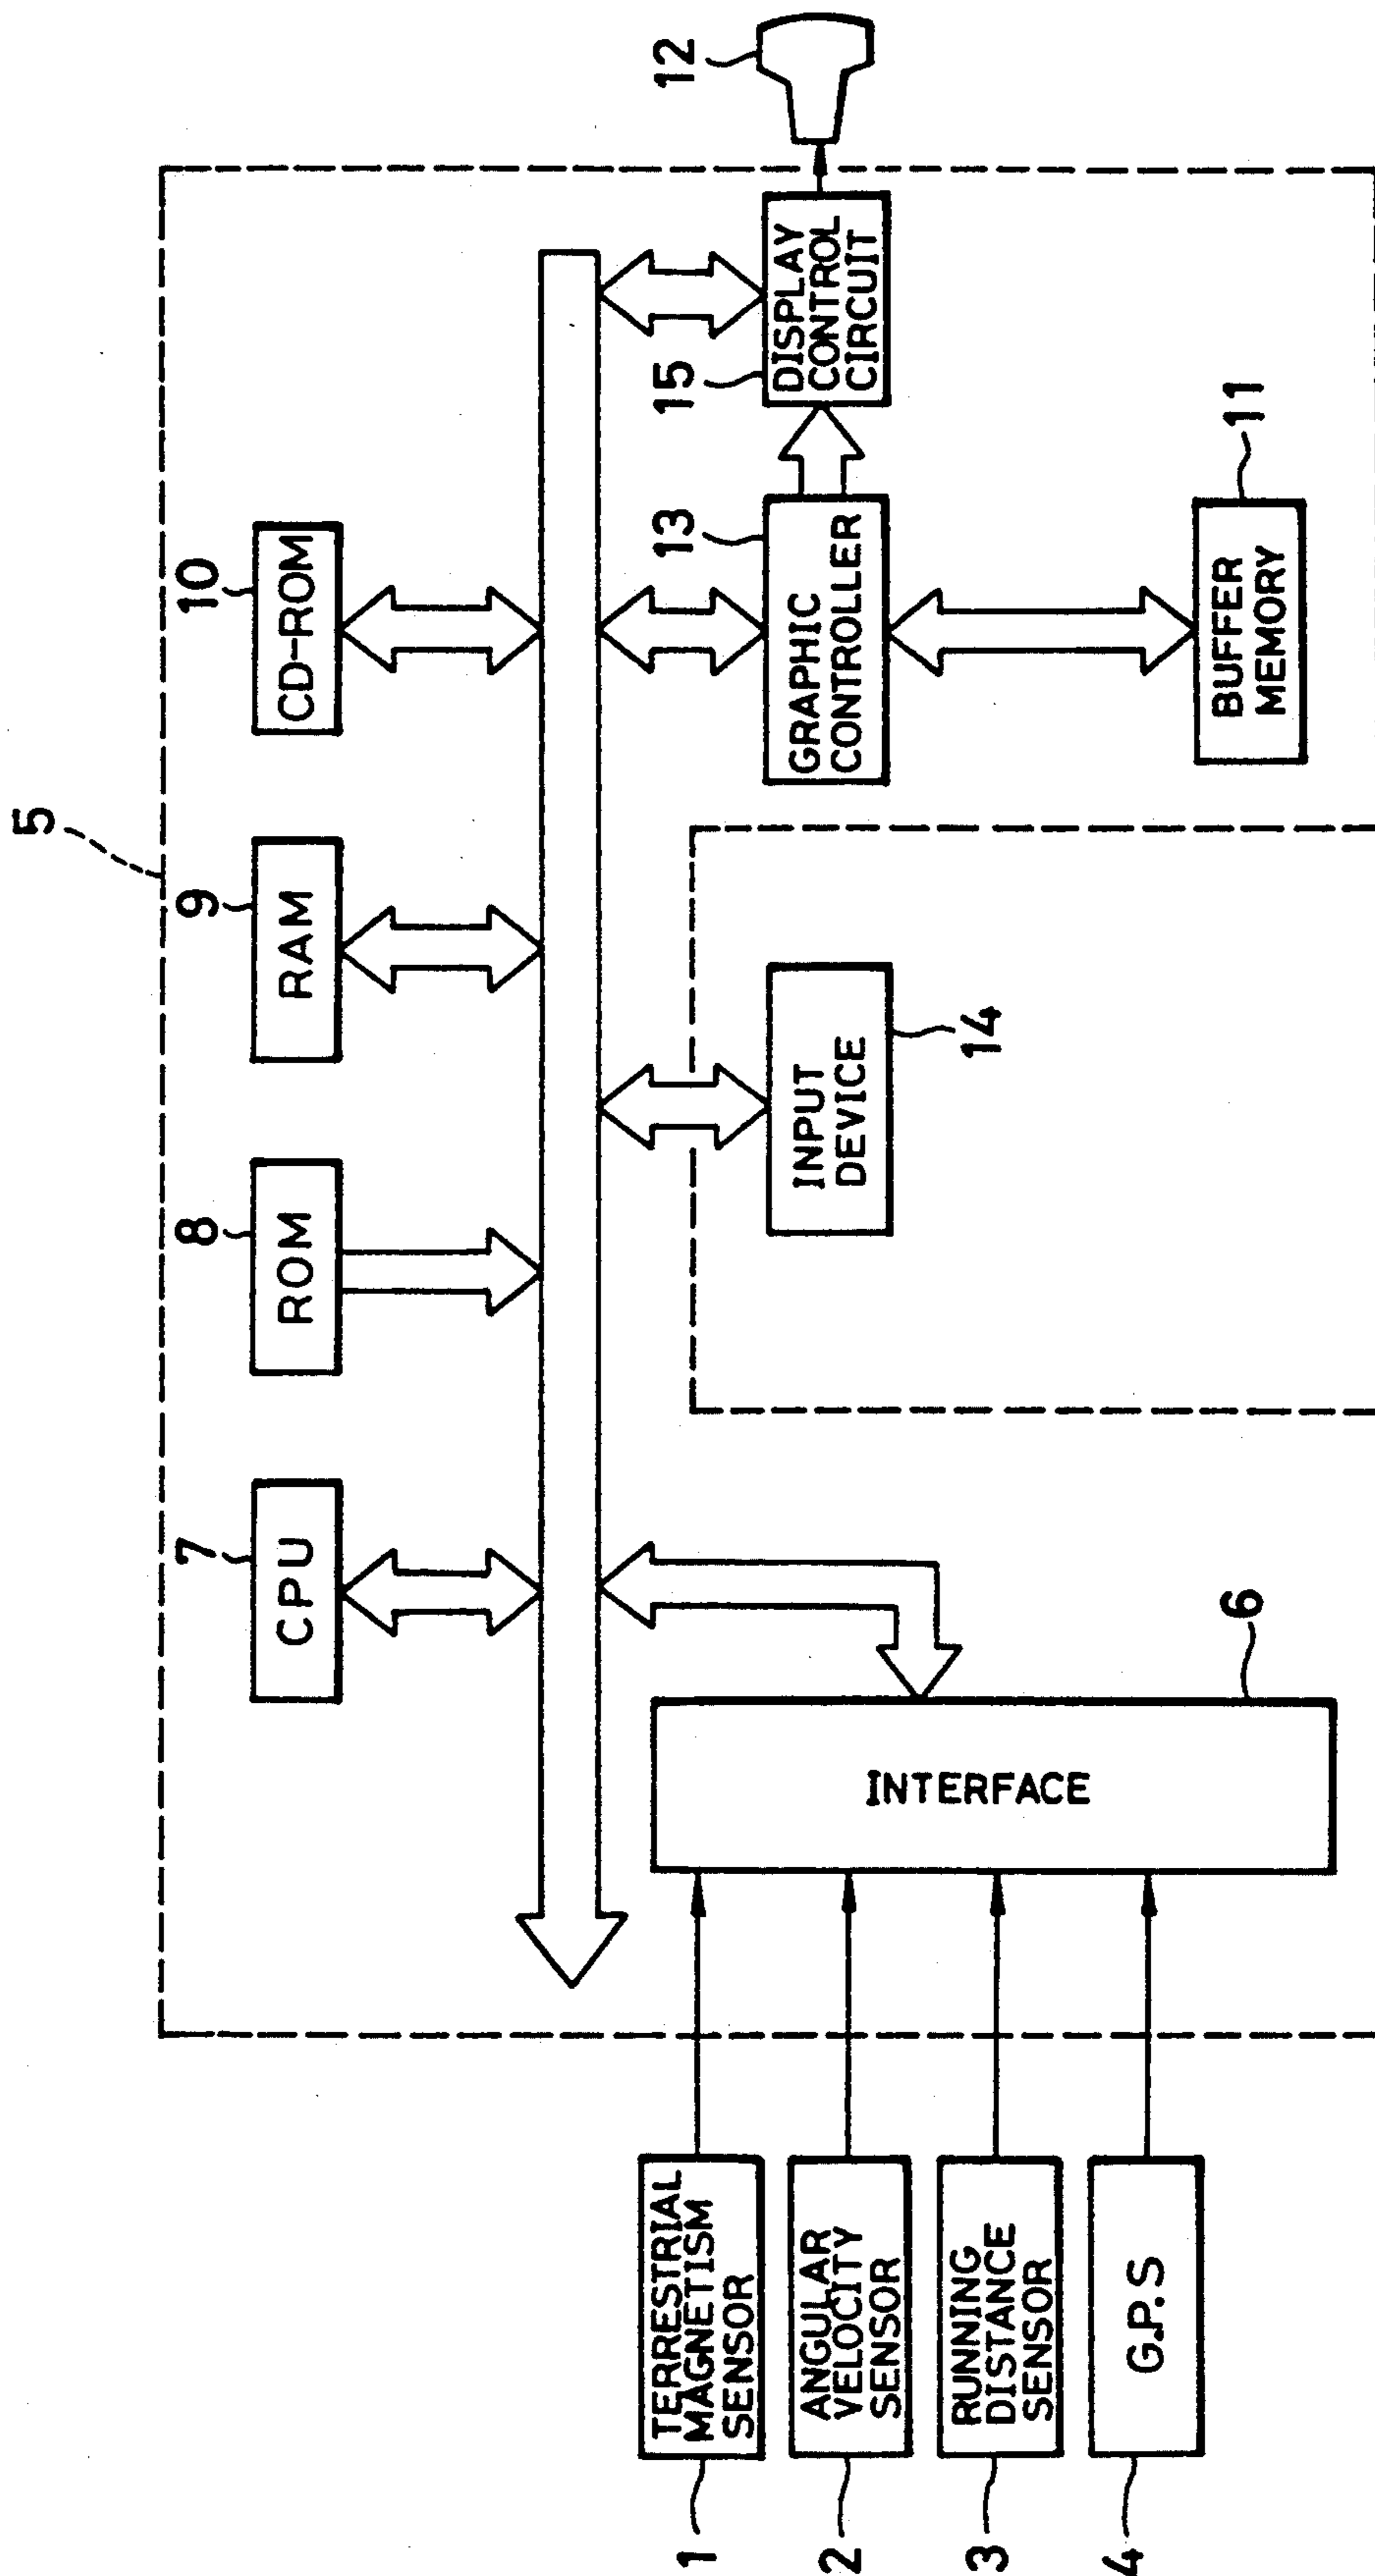 5
7
CPU
8
ROM
9
RAM
10
CD-ROM
1
TERRESTRIAL
MAGNETISM
SENSOR
2
ANGULAR
VELOCITY
SENSOR
3
RUNNING
DISTANCE
SENSOR
4
G.P.S
INTERFACE
6
INPUT
DEVICE
14
13
GRAPHIC
CONTROLLER
15
DISPLAY
CONTROL
CIRCUIT
12
BUFFER
MEMORY
11